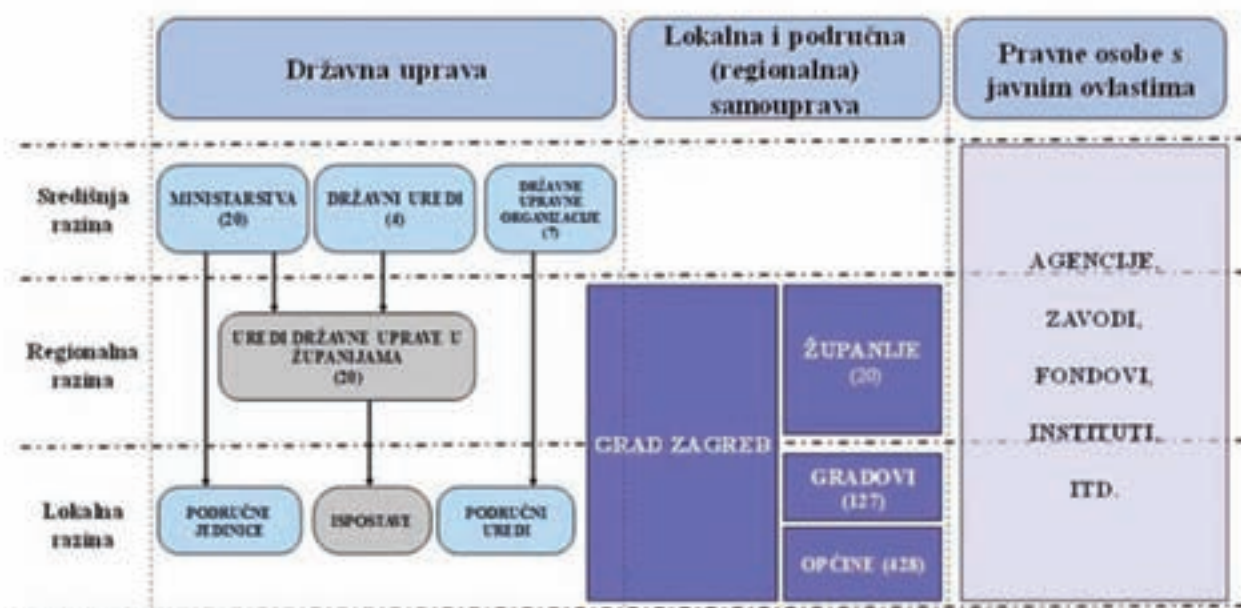 Državna uprava
Lokalna i područna
(regionalna)
samouprava
Pravne osobe s
javnim ovlastima
Središnja
razina
MINISTARSTVA
(20)
DRŽAVNI UREDI
(4)
DRŽAVNE
UPRAVNE
ORGANIZACIJE
(7)
Regionalna
razina
UREDI DRŽAVNE UPRAVE U
ŽUPANIJAMA
(20)
Lokalna
razina
PODRUČNE
JEDINICE
ISPOSTAVE
PODRUČNI
UREDI
GRAD ZAGREB
ŽUPANIJE
(20)
GRADOVI
(127)
OPĆINE (428)
AGENCIJE,
ZAVODI,
FONDOVI,
INSTITUTI,
ITD.